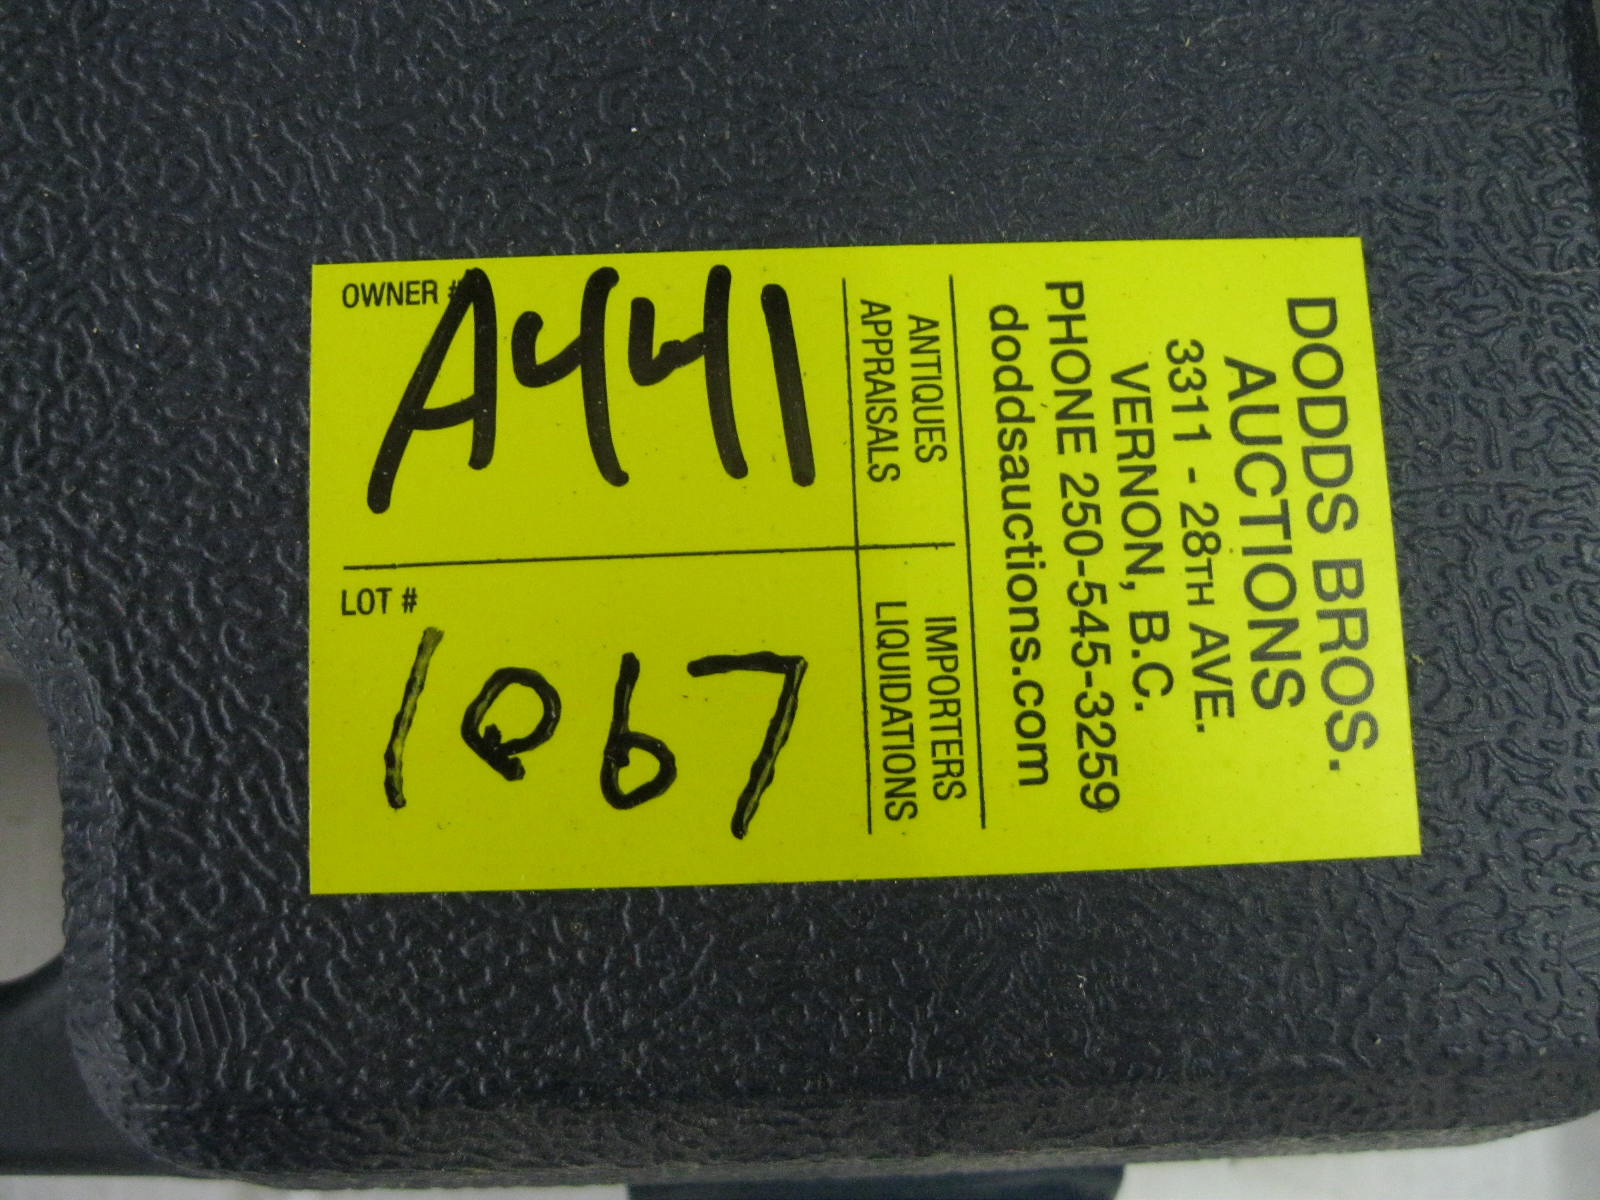 OWNER #
A441
LOT #
1067
ANTIQUES
APPRAISALS
IMPORTERS
LIQUIDATIONS
DODDS BROS.
AUCTIONS
3311 - 28TH AVE.
VERNON, B.C.
PHONE 250-545-3259
doddsauctions.com